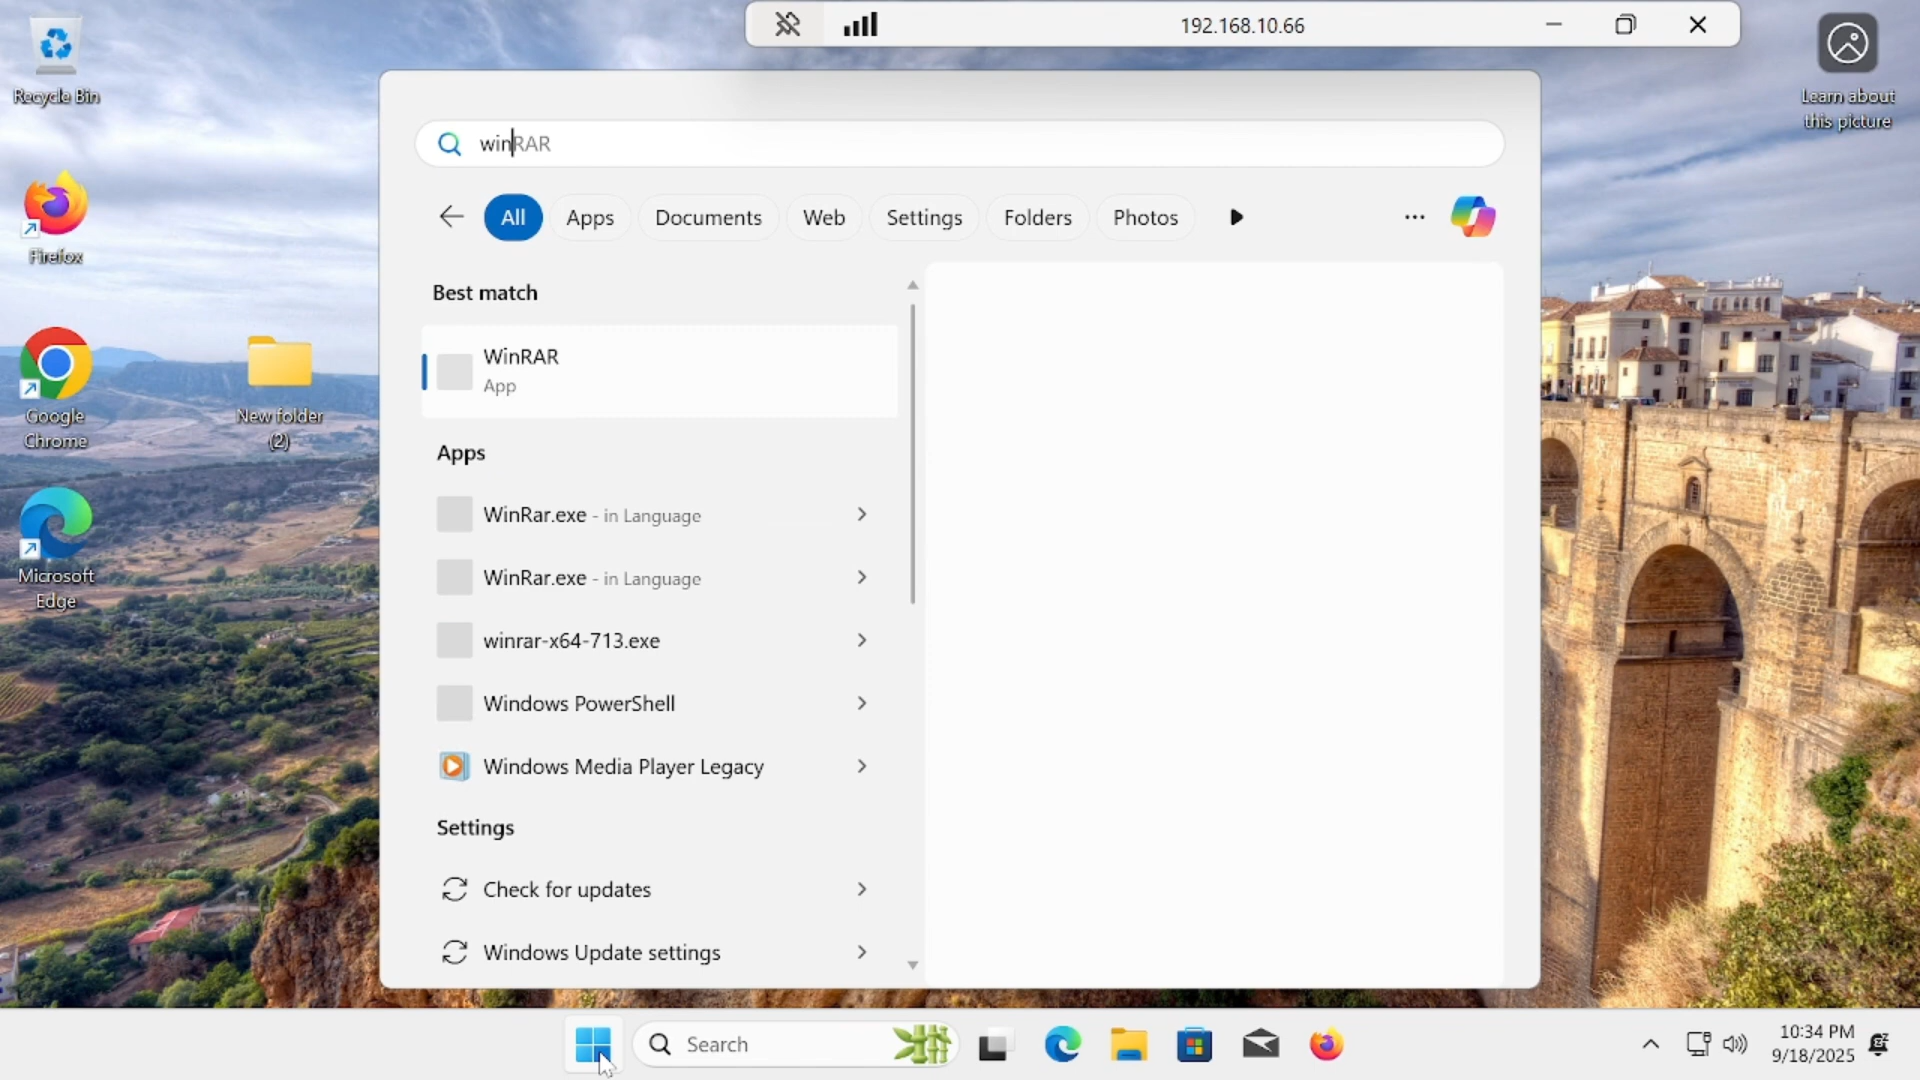 192.168.10.66
Recycle Bin
Learn about
this picture
winRAR
All
Apps
Documents
Web
Settings
Folders
Photos
Firefox
Best match
WinRAR
App
Google
Chrome
New folder
(2)
Apps
WinRar.exe - in Language
WinRar.exe - in Language
Microsoft
Edge
winrar-x64-713.exe
Windows PowerShell
Windows Media Player Legacy
Settings
Check for updates
Windows Update settings
Search
10:34 PM
9/18/2025